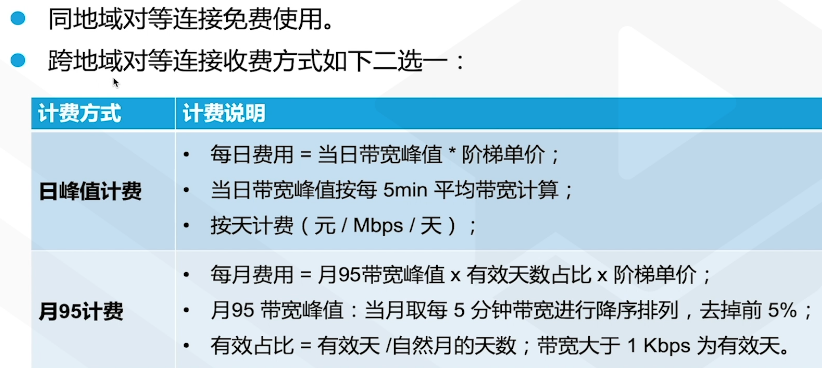 同地域对等连接免费使用。
跨地域对等连接收费方式如下二选一：
计费方式 计费说明
日峰值计费
• 每日费用 = 当日带宽峰值 * 阶梯单价；
• 当日带宽峰值按每 5min 平均带宽计算；
• 按天计费（元 / Mbps / 天）；
月95计费
• 每月费用 = 月95带宽峰值 x 有效天数占比 x 阶梯单价；
• 月95 带宽峰值：当月取每 5 分钟带宽进行降序排列，去掉前 5%；
• 有效占比 = 有效天 /自然月的天数；带宽大于 1 Kbps 为有效天。